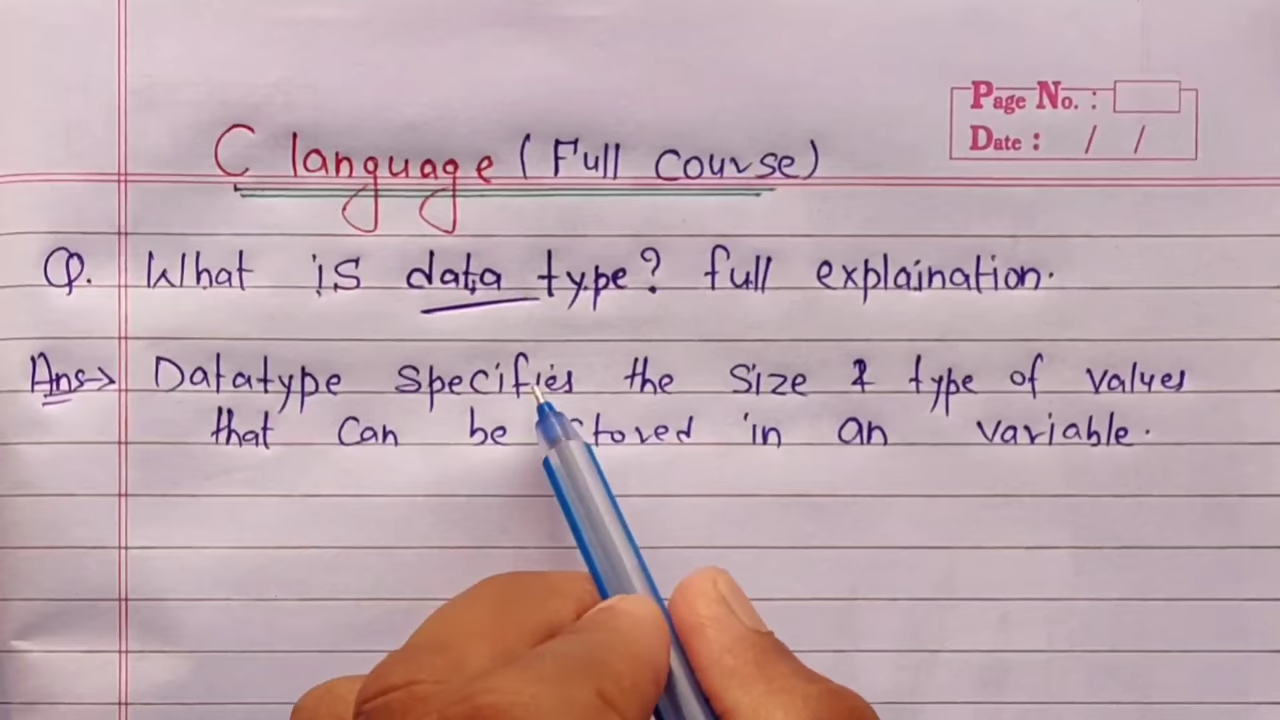 Page No. :
Date : / /
C language (Full Course)
Q. What is data type? full explaination.
Ans→ Datatype specifies the size & type of values
that can be stored in an variable.